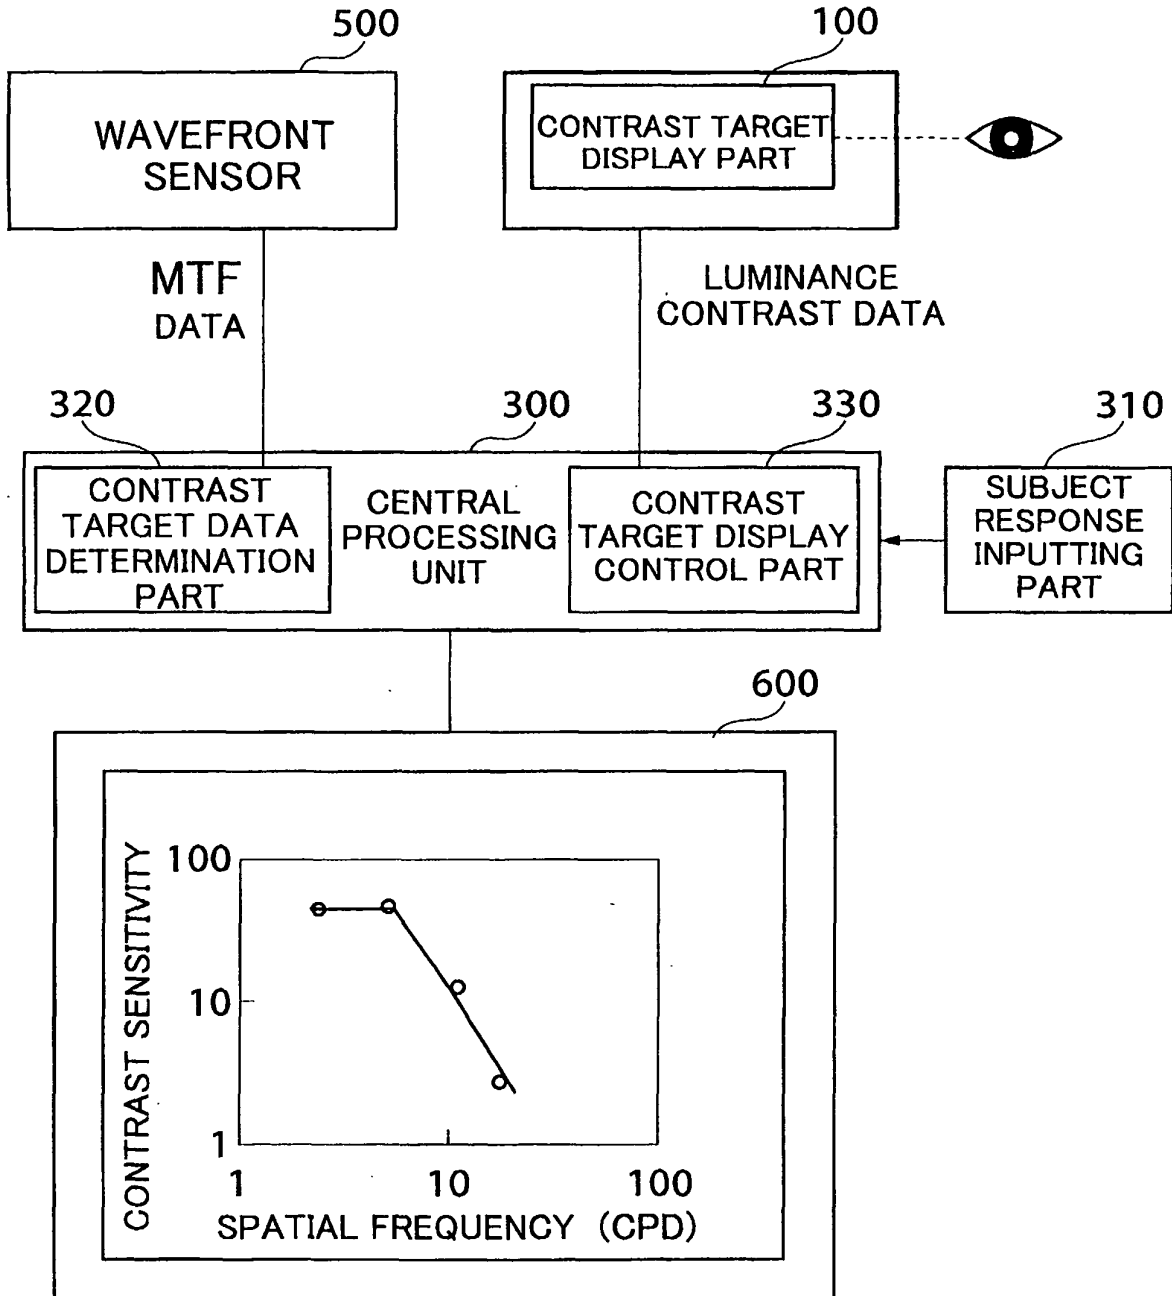 500
100
WAVEFRONT
SENSOR
CONTRAST TARGET
DISPLAY PART
MTF
DATA
LUMINANCE
CONTRAST DATA
320
300
330
310
CONTRAST
TARGET DATA
DETERMINATION
PART
CENTRAL
PROCESSING
UNIT
CONTRAST
TARGET DISPLAY
CONTROL PART
SUBJECT
RESPONSE
INPUTTING
PART
600
CONTRAST SENSITIVITY
100
10
1
1
10
100
SPATIAL FREQUENCY (CPD)